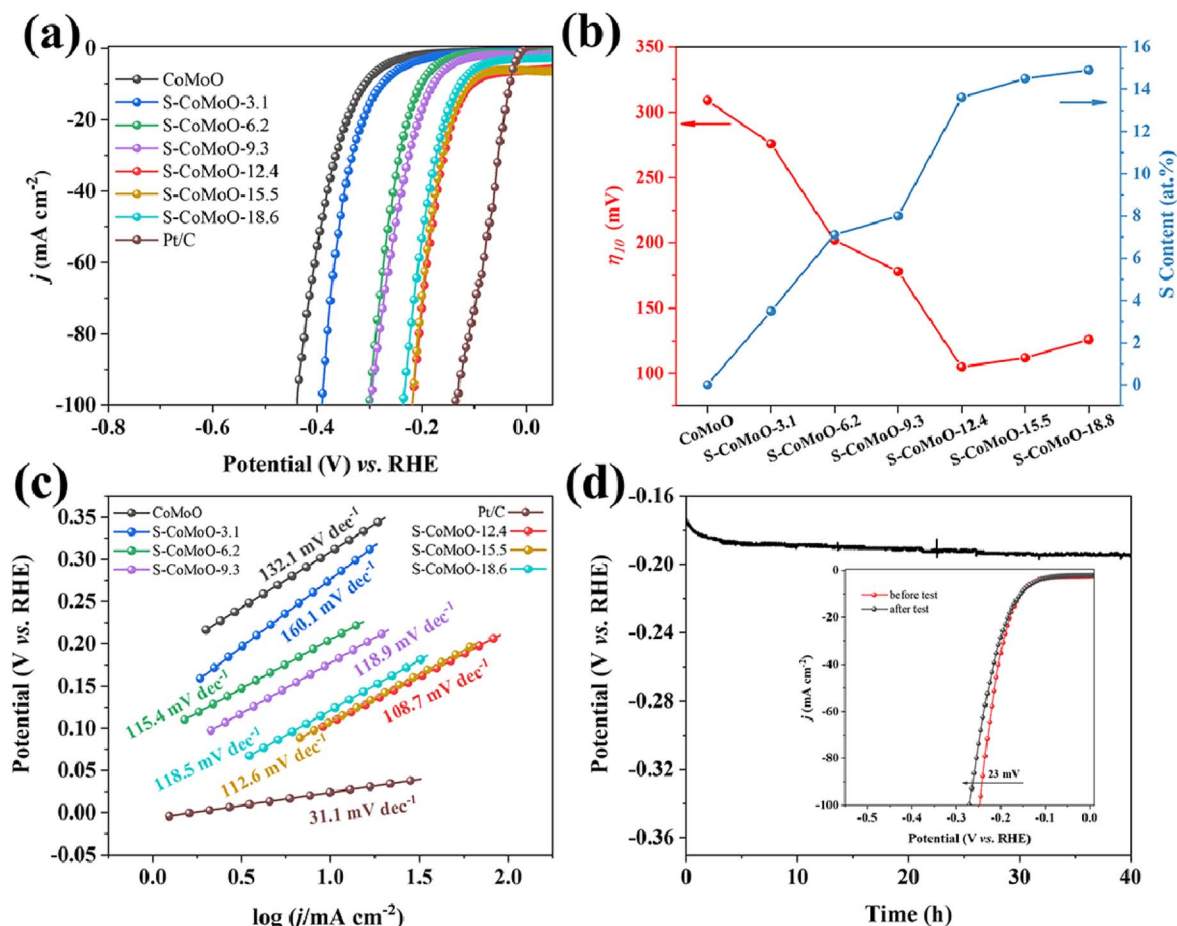 (a)
0
-20
-40
-60
-80
-100
j (mA cm⁻²)
CoMoO
S-CoMoO-3.1
S-CoMoO-6.2
S-CoMoO-9.3
S-CoMoO-12.4
S-CoMoO-15.5
S-CoMoO-18.6
Pt/C
-0.8 -0.6 -0.4 -0.2 0.0
Potential (V) vs. RHE
(b)
350
300
250
200
150
100
η10 (mV)
16
14
12
10
8
6
4
2
0
S Content (at.%)
CoMoO
S-CoMoO-3.1
S-CoMoO-6.2
S-CoMoO-9.3
S-CoMoO-12.4
S-CoMoO-15.5
S-CoMoO-18.8
(c)
0.35
0.30
0.25
0.20
0.15
0.10
0.05
0.00
-0.05
Potential (V vs. RHE)
CoMoO
S-CoMoO-3.1
S-CoMoO-6.2
S-CoMoO-9.3
Pt/C
S-CoMoO-12.4
S-CoMoO-15.5
S-CoMoO-18.6
132.1 mV dec⁻¹
160.1 mV dec⁻¹
118.9 mV dec⁻¹
115.4 mV dec⁻¹
108.7 mV dec⁻¹
118.5 mV dec⁻¹
112.6 mV dec⁻¹
31.1 mV dec⁻¹
0.0 0.5 1.0 1.5 2.0
log (j/mA cm⁻²)
(d)
-0.16
-0.20
-0.24
-0.28
-0.32
-0.36
Potential (V vs. RHE)
before test
after test
0
-20
-40
-60
-80
-100
j (mA cm⁻²)
23 mV
-0.5 -0.4 -0.3 -0.2 -0.1 0.0
Potential (V vs. RHE)
0 10 20 30 40
Time (h)